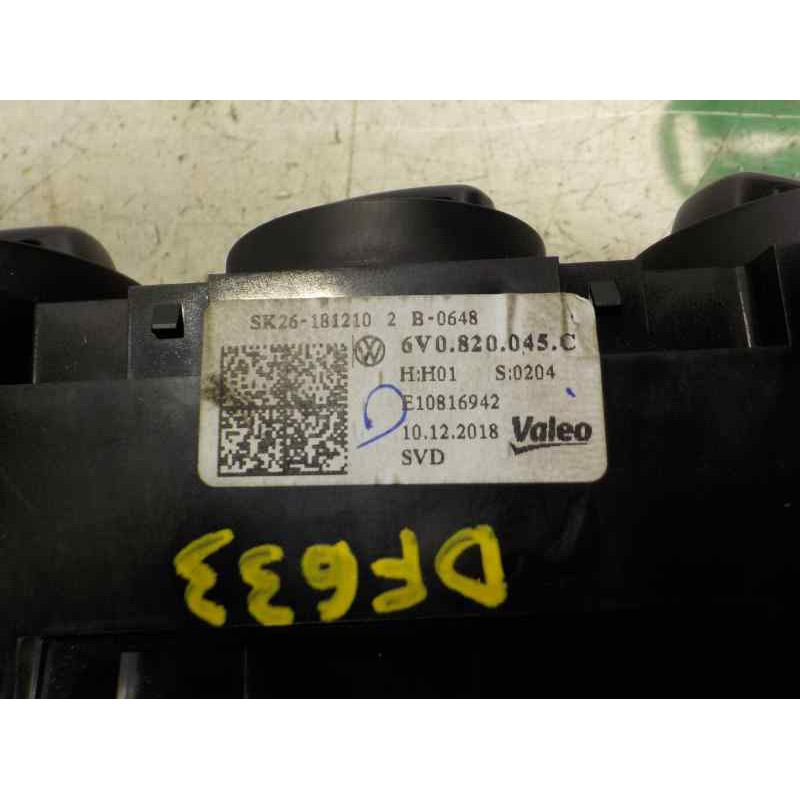 SK26-181210 2 B-0648
6V0.820.045.C
H:H01 S:0204
E10816942
10.12.2018 Valeo
SVD
DF633